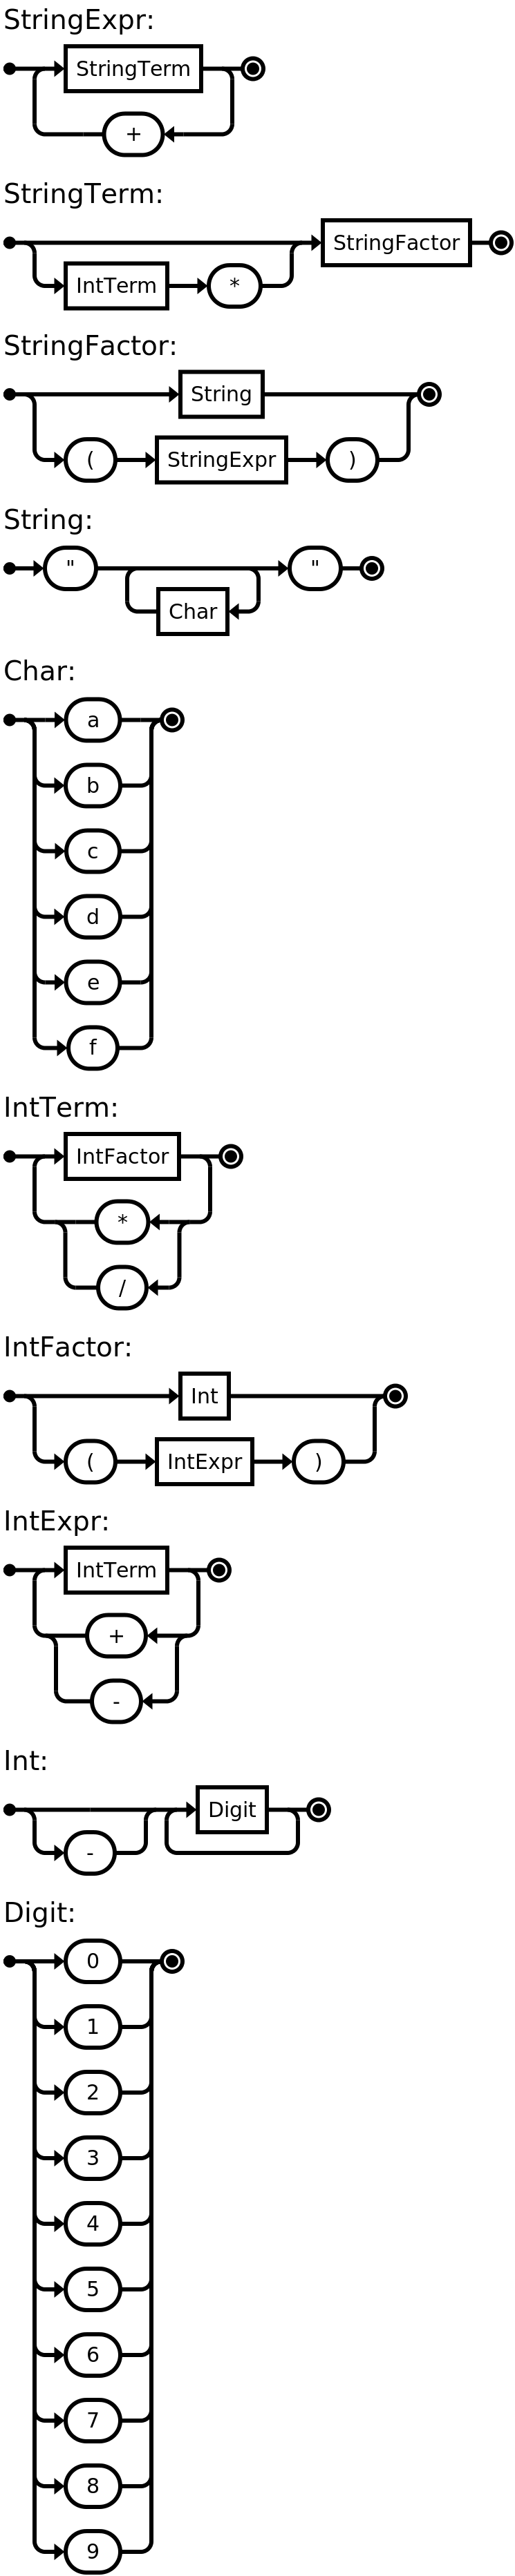 StringExpr:
StringTerm
+
StringTerm:
StringFactor
IntTerm *
StringFactor:
String
( StringExpr )
String:
" "
Char
Char:
a
b
c
d
e
f
IntTerm:
IntFactor
*
/
IntFactor:
Int
( IntExpr )
IntExpr:
IntTerm
+
-
Int:
Digit
-
Digit:
0
1
2
3
4
5
6
7
8
9